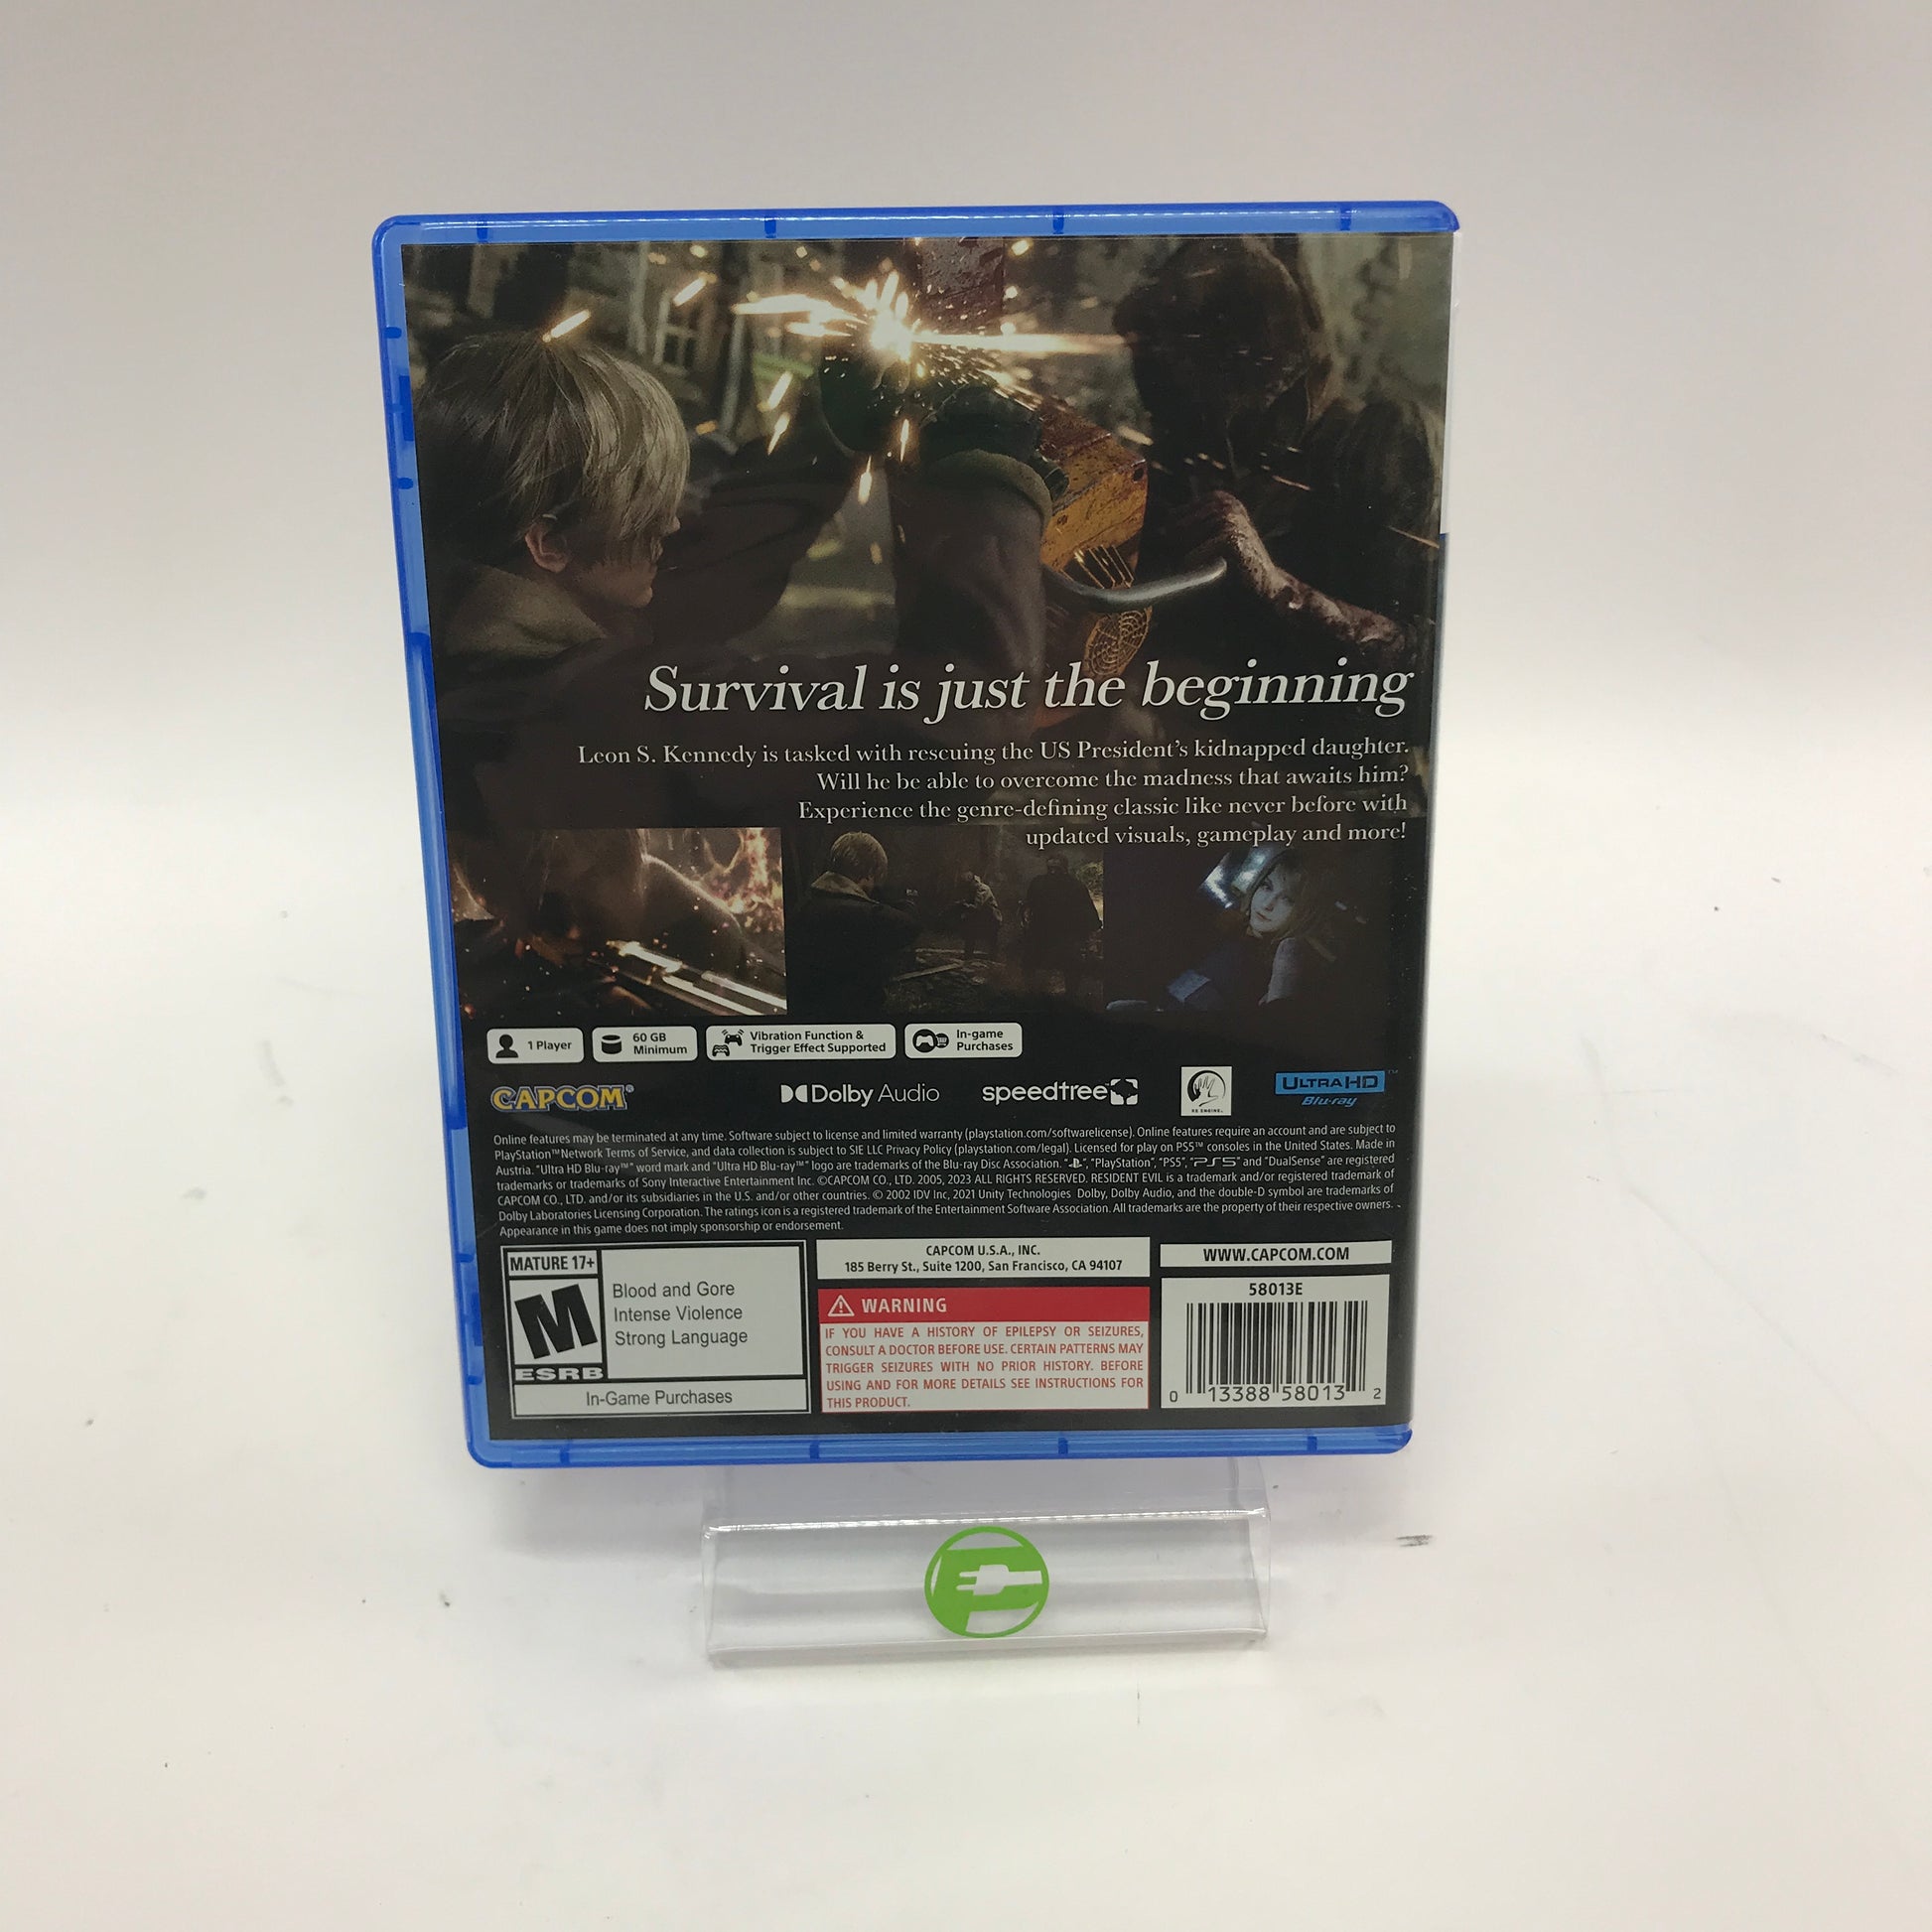 Survival is just the beginning
Leon S. Kennedy is tasked with rescuing the US President's kidnapped daughter.
Will he be able to overcome the madness that awaits him?
Experience the genre-defining classic like never before with
updated visuals, gameplay and more!
1 Player
60 GB
Minimum
Vibration Function &
Trigger Effect Supported
In-game
Purchases
CAPCOM®
Dolby Audio
speedtree
RE ENGINE
ULTRA HD™
Blu-ray
Online features may be terminated at any time. Software subject to license and limited warranty (playstation.com/softwarelicense). Online features require an account and are subject to
PlayStation™Network Terms of Service, and data collection is subject to SIE LLC Privacy Policy (playstation.com/legal). Licensed for play on PS5™ consoles in the United States. Made in
Austria. "Ultra HD Blu-ray™" word mark and "Ultra HD Blu-ray™" logo are trademarks of the Blu-ray Disc Association. "", "PlayStation", "PS5", "PS5" and "DualSense" are registered
trademarks or trademarks of Sony Interactive Entertainment Inc. ©CAPCOM CO., LTD. 2005, 2023 ALL RIGHTS RESERVED. RESIDENT EVIL is a trademark and/or registered trademark of
CAPCOM CO., LTD. and/or its subsidiaries in the U.S. and/or other countries. © 2002 IDV Inc, 2021 Unity Technologies Dolby, Dolby Audio, and the double-D symbol are trademarks of
Dolby Laboratories Licensing Corporation. The ratings icon is a registered trademark of the Entertainment Software Association. All trademarks are the property of their respective owners.
Appearance in this game does not imply sponsorship or endorsement.
MATURE 17+
M
ESRB
Blood and Gore
Intense Violence
Strong Language
In-Game Purchases
CAPCOM U.S.A., INC.
185 Berry St., Suite 1200, San Francisco, CA 94107
WARNING
IF YOU HAVE A HISTORY OF EPILEPSY OR SEIZURES,
CONSULT A DOCTOR BEFORE USE. CERTAIN PATTERNS MAY
TRIGGER SEIZURES WITH NO PRIOR HISTORY. BEFORE
USING AND FOR MORE DETAILS SEE INSTRUCTIONS FOR
THIS PRODUCT.
WWW.CAPCOM.COM
58013E
0 13388 58013 2